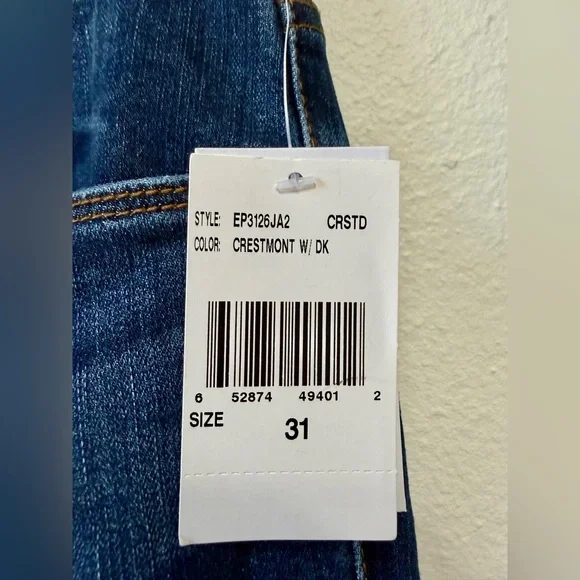 STYLE: EP3126JA2 CRSTD
COLOR: CRESTMONT W/ DK
6 52874 49401 2
SIZE 31